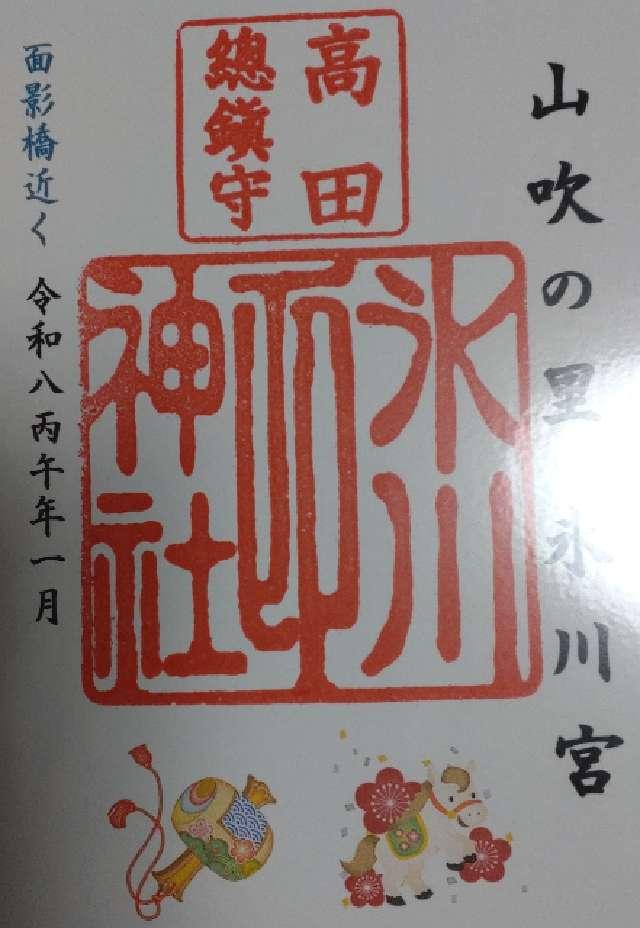 山吹の里氷川宮
高田
總鎮守
氷川
神社
面影橋近く 令和八丙午年一月